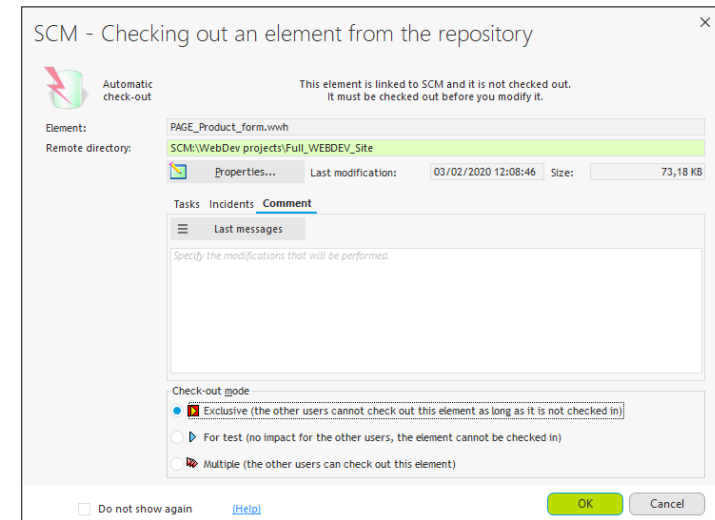 SCM - Checking out an element from the repository
Automatic
check-out
This element is linked to SCM and it is not checked out.
It must be checked out before you modify it.
Element:
PAGE_Product_form.wwh
Remote directory:
SCM:\WebDev projects\Full_WEBDEV_Site
Properties...
Last modification:
03/02/2020 12:08:46
Size:
73,18 KB
Tasks Incidents Comment
Last messages
Specify the modifications that will be performed.
Check-out mode
Exclusive (the other users cannot check out this element as long as it is not checked in)
For test (no impact for the other users, the element cannot be checked in)
Multiple (the other users can check out this element)
Do not show again
(Help)
OK
Cancel